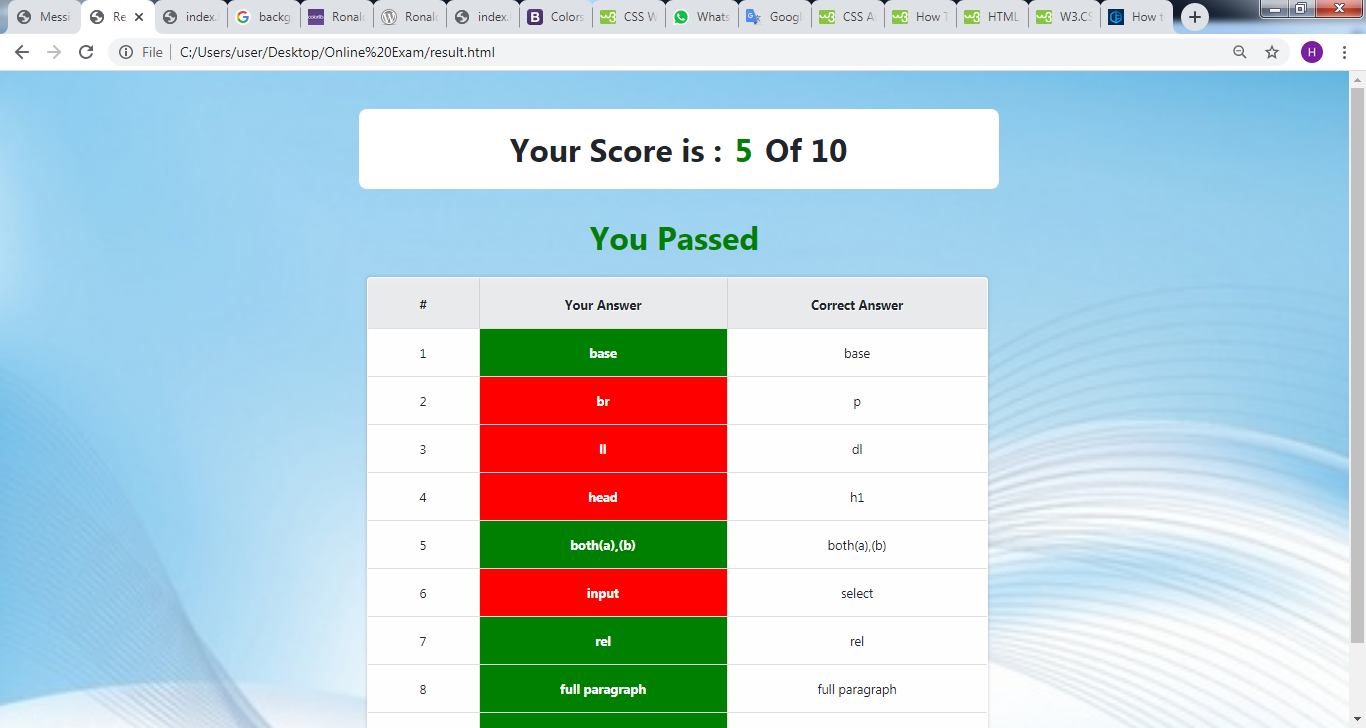 Messi Re index. backg Ronal Ronal index. Colors CSS W Whats Googl CSS A How T HTML W3.CS How t
File C:/Users/user/Desktop/Online%20Exam/result.html H
Your Score is : 5 Of 10
You Passed
# Your Answer Correct Answer
1 base base
2 br p
3 ll dl
4 head h1
5 both(a),(b) both(a),(b)
6 input select
7 rel rel
8 full paragraph full paragraph